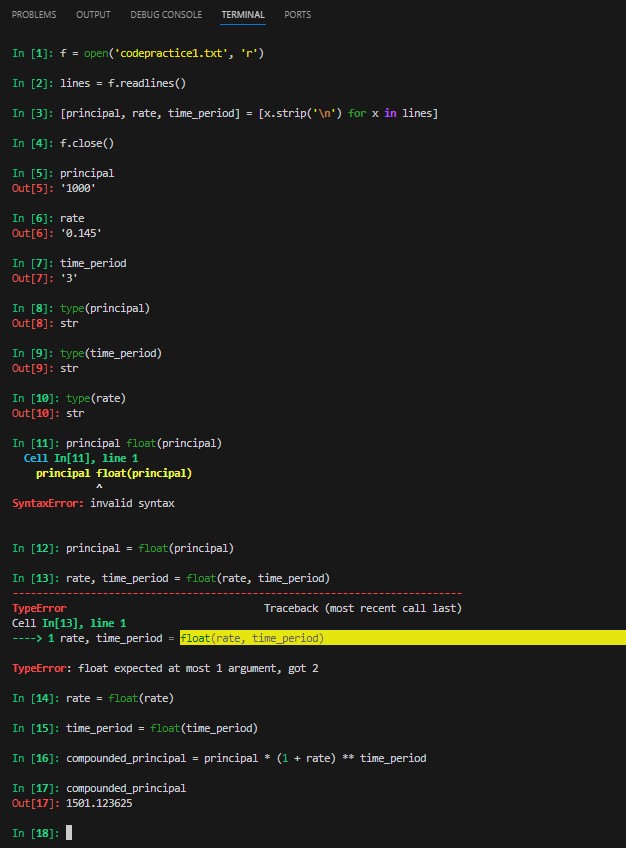 PROBLEMS OUTPUT DEBUG CONSOLE TERMINAL PORTS
In [1]: f = open('codepractice1.txt', 'r')
In [2]: lines = f.readlines()
In [3]: [principal, rate, time_period] = [x.strip('\n') for x in lines]
In [4]: f.close()
In [5]: principal
Out[5]: '1000'
In [6]: rate
Out[6]: '0.145'
In [7]: time_period
Out[7]: '3'
In [8]: type(principal)
Out[8]: str
In [9]: type(time_period)
Out[9]: str
In [10]: type(rate)
Out[10]: str
In [11]: principal float(principal)
Cell In[11], line 1
principal float(principal)
^
SyntaxError: invalid syntax
In [12]: principal = float(principal)
In [13]: rate, time_period = float(rate, time_period)
---------------------------------------------------------------------------
TypeError Traceback (most recent call last)
Cell In[13], line 1
----> 1 rate, time_period = float(rate, time_period)
TypeError: float expected at most 1 argument, got 2
In [14]: rate = float(rate)
In [15]: time_period = float(time_period)
In [16]: compounded_principal = principal * (1 + rate) ** time_period
In [17]: compounded_principal
Out[17]: 1501.123625
In [18]: